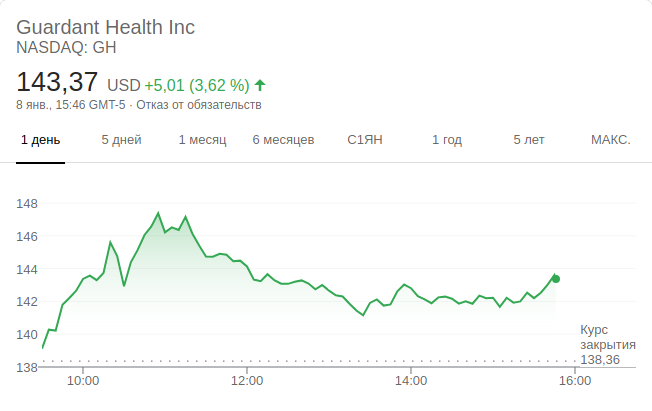 Guardant Health Inc
NASDAQ: GH
143,37 USD +5,01 (3,62 %)
8 янв., 15:46 GMT-5 · Отказ от обязательств
1 день 5 дней 1 месяц 6 месяцев С1ЯН 1 год 5 лет МАКС.
148
146
144
142
140
Курс
закрытия
138,36
138
10:00 12:00 14:00 16:00